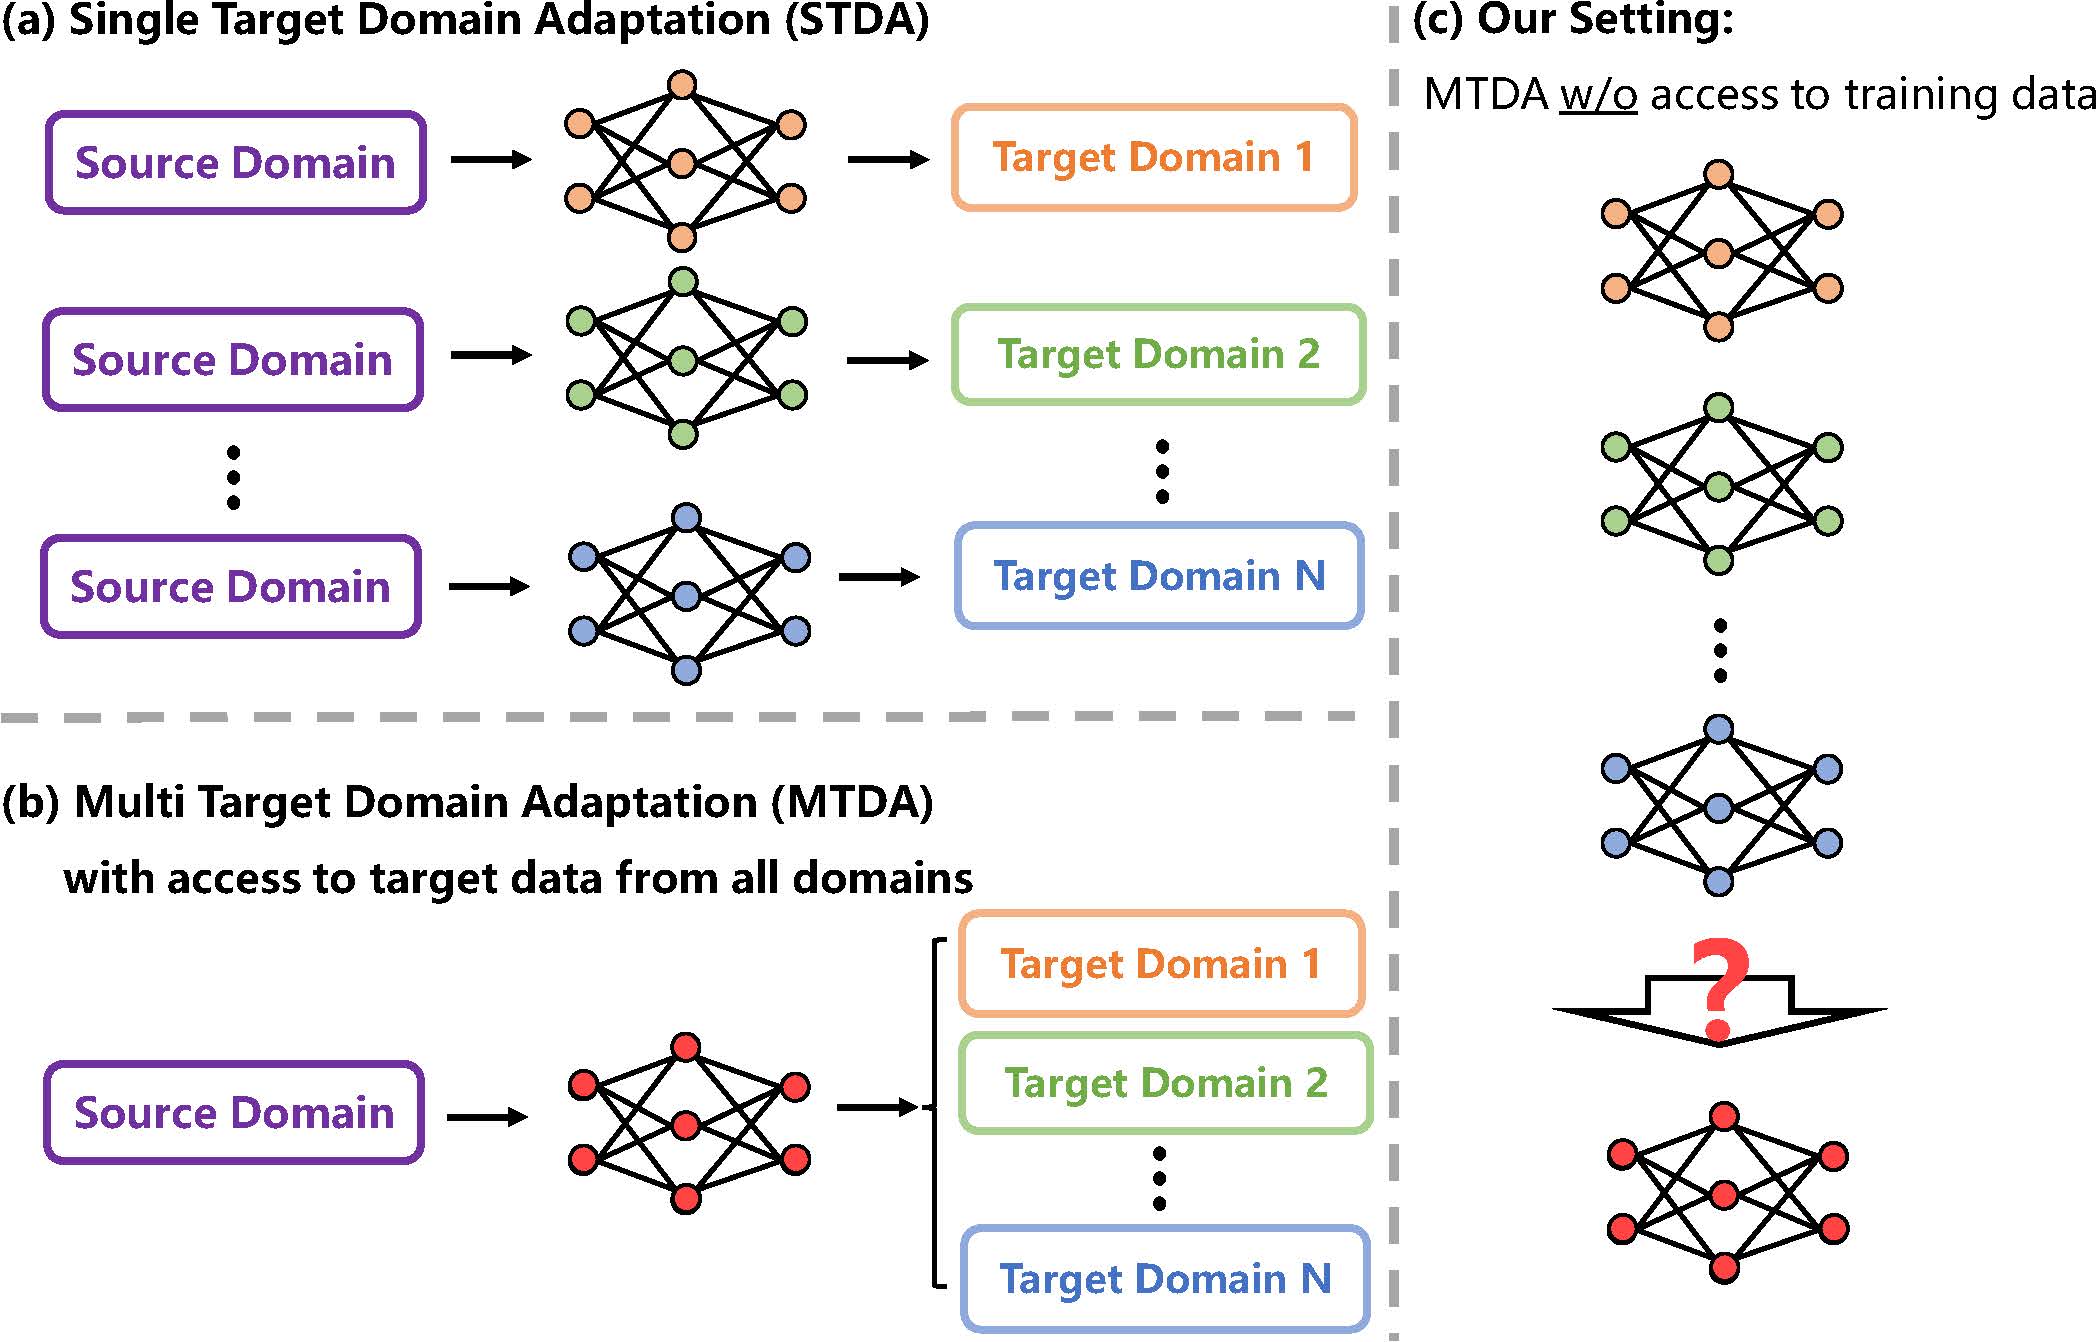 (a) Single Target Domain Adaptation (STDA)
Source Domain
Target Domain 1
Source Domain
Target Domain 2
Source Domain
Target Domain N
(b) Multi Target Domain Adaptation (MTDA)
with access to target data from all domains
Source Domain
Target Domain 1
Target Domain 2
Target Domain N
(c) Our Setting:
MTDA w/o access to training data
?